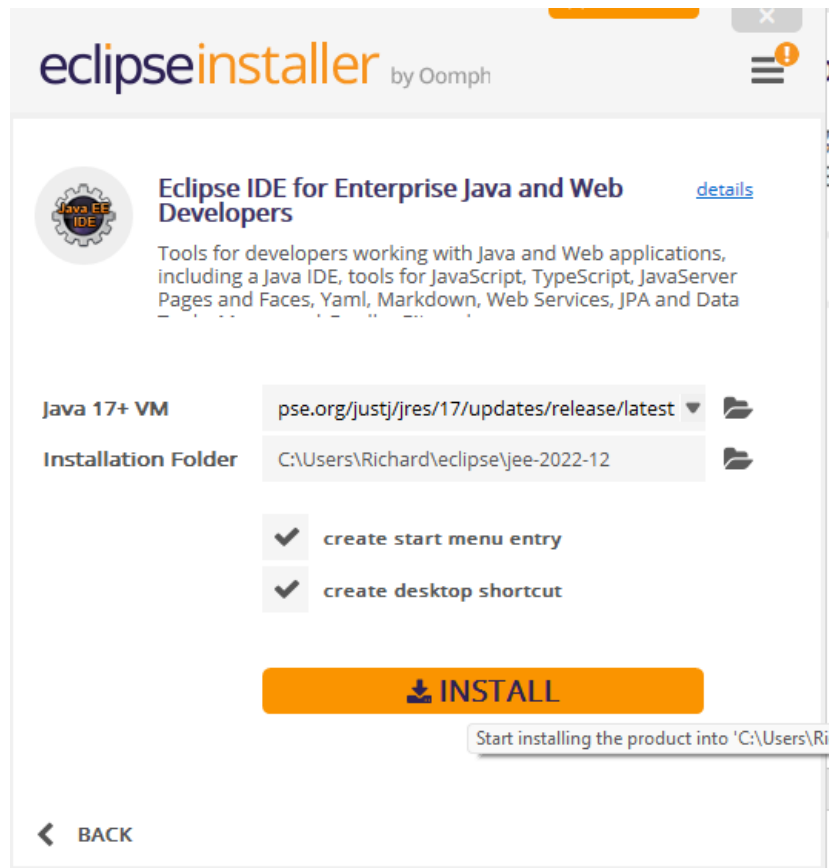 eclipseinstaller by Oomph
!
Java EE
IDE
Eclipse IDE for Enterprise Java and Web
Developers
details
Tools for developers working with Java and Web applications,
including a Java IDE, tools for JavaScript, TypeScript, JavaServer
Pages and Faces, Yaml, Markdown, Web Services, JPA and Data
Java 17+ VM pse.org/justj/jres/17/updates/release/latest
Installation Folder C:\Users\Richard\eclipse\jee-2022-12
create start menu entry
create desktop shortcut
INSTALL
Start installing the product into 'C:\Users\Ri
BACK